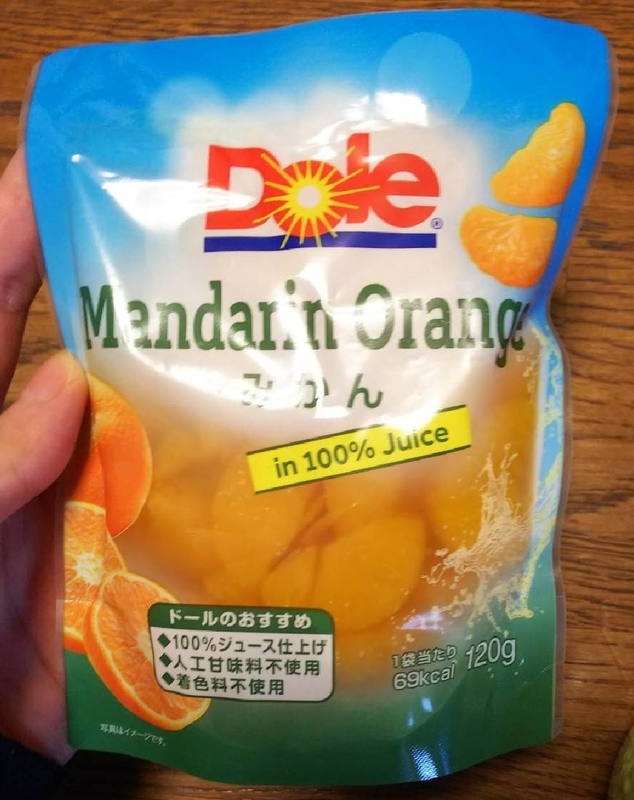 Dole®
Mandarin Orange
みかん
in 100% Juice
ドールのおすすめ
◆100%ジュース仕上げ
◆人工甘味料不使用
◆着色料不使用
1袋当たり
69kcal 120g
写真はイメージです。